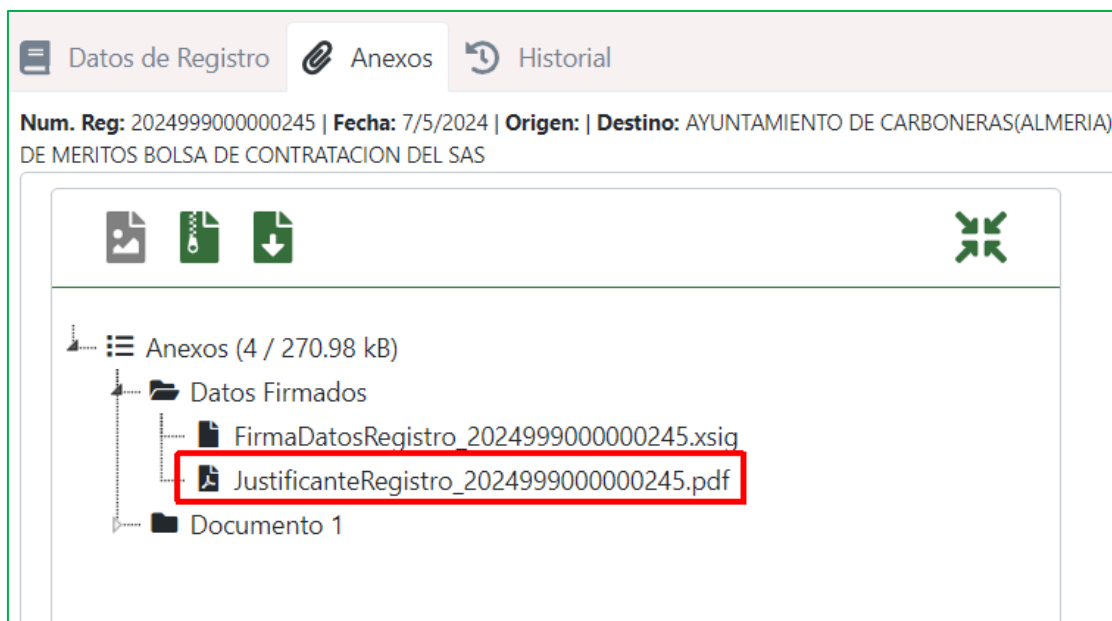 Datos de Registro Anexos Historial
Num. Reg: 2024999000000245 | Fecha: 7/5/2024 | Origen: | Destino: AYUNTAMIENTO DE CARBONERAS(ALMERIA)
DE MERITOS BOLSA DE CONTRATACION DEL SAS
Anexos (4 / 270.98 kB)
Datos Firmados
FirmaDatosRegistro_2024999000000245.xsig
JustificanteRegistro_2024999000000245.pdf
Documento 1